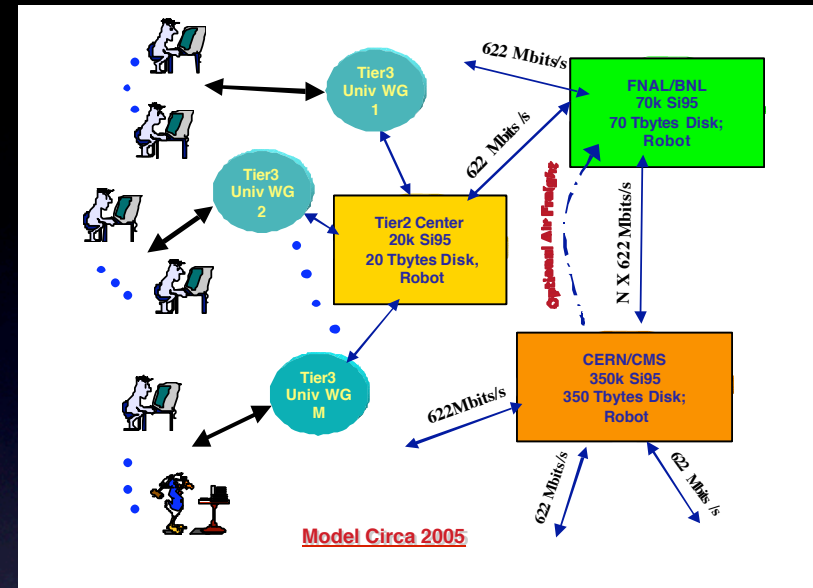 622 Mbits/s
Tier3
Univ WG
1
FNAL/BNL
70k Si95
70 Tbytes Disk;
Robot
622 Mbits /s
Tier3
Univ WG
2
Tier2 Center
20k Si95
20 Tbytes Disk,
Robot
Optional Air Freight
N X 622 Mbits/s
Tier3
Univ WG
M
CERN/CMS
350k Si95
350 Tbytes Disk;
Robot
622Mbits/s
622 Mbits/s
622 Mbits /s
Model Circa 2005